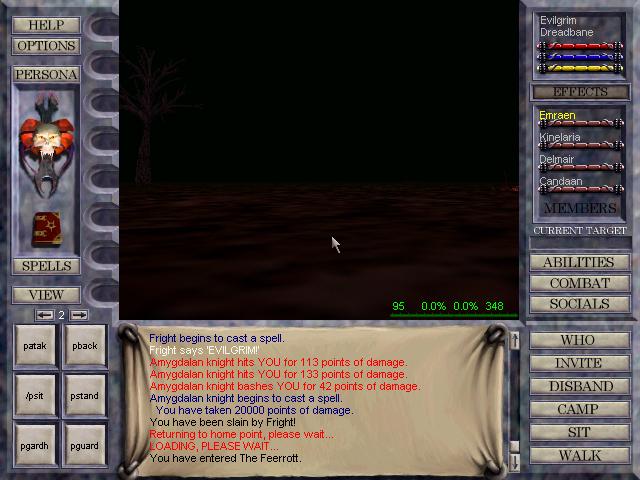 HELP
OPTIONS
PERSONA
SPELLS
VIEW
2
patak
pback
/psit
pstand
pgardh
pguard
95 0.0% 0.0% 348
Fright begins to cast a spell.
Fright says 'EVILGRIM!'
Amygdalan knight hits YOU for 113 points of damage.
Amygdalan knight hits YOU for 133 points of damage.
Amygdalan knight bashes YOU for 42 points of damage.
Amygdalan knight begins to cast a spell.
You have taken 20000 points of damage.
You have been slain by Fright!
Returning to home point, please wait...
LOADING, PLEASE WAIT...
You have entered The Feerrott.
Evilgrim
Dreadbane
EFFECTS
Emraen
Kinelaria
Delmair
Candaan
MEMBERS
CURRENT TARGET
ABILITIES
COMBAT
SOCIALS
WHO
INVITE
DISBAND
CAMP
SIT
WALK